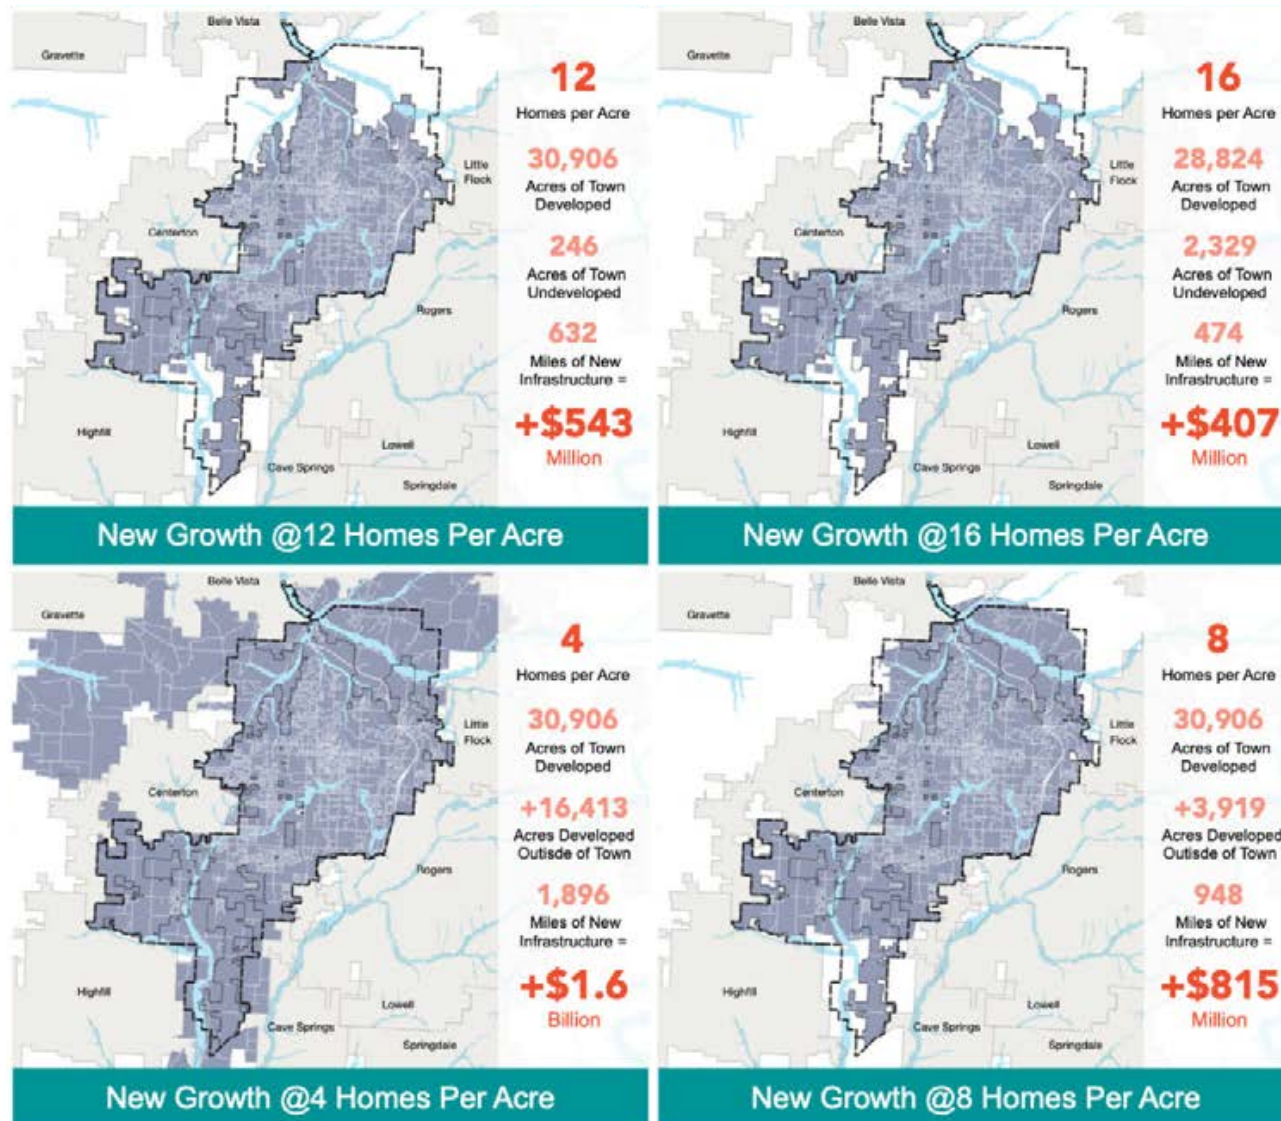 Belle Vista
Gravette
Little
Flock
Centerton
Rogers
Highfill
Lowell
Cave Springs
Springdale
12
Homes per Acre
30,906
Acres of Town
Developed
246
Acres of Town
Undeveloped
632
Miles of New
Infrastructure =
+$543
Million
New Growth @12 Homes Per Acre
Belle Vista
Gravette
Little
Flock
Centerton
Rogers
Highfill
Lowell
Cave Springs
Springdale
16
Homes per Acre
28,824
Acres of Town
Developed
2,329
Acres of Town
Undeveloped
474
Miles of New
Infrastructure =
+$407
Million
New Growth @16 Homes Per Acre
Belle Vista
Gravette
Little
Flock
Centerton
Rogers
Highfill
Lowell
Cave Springs
Springdale
4
Homes per Acre
30,906
Acres of Town
Developed
+16,413
Acres Developed
Outisde of Town
1,896
Miles of New
Infrastructure =
+$1.6
Billion
New Growth @4 Homes Per Acre
Belle Vista
Gravette
Little
Flock
Centerton
Rogers
Highfill
Lowell
Cave Springs
Springdale
8
Homes per Acre
30,906
Acres of Town
Developed
+3,919
Acres Developed
Outisde of Town
948
Miles of New
Infrastructure =
+$815
Million
New Growth @8 Homes Per Acre